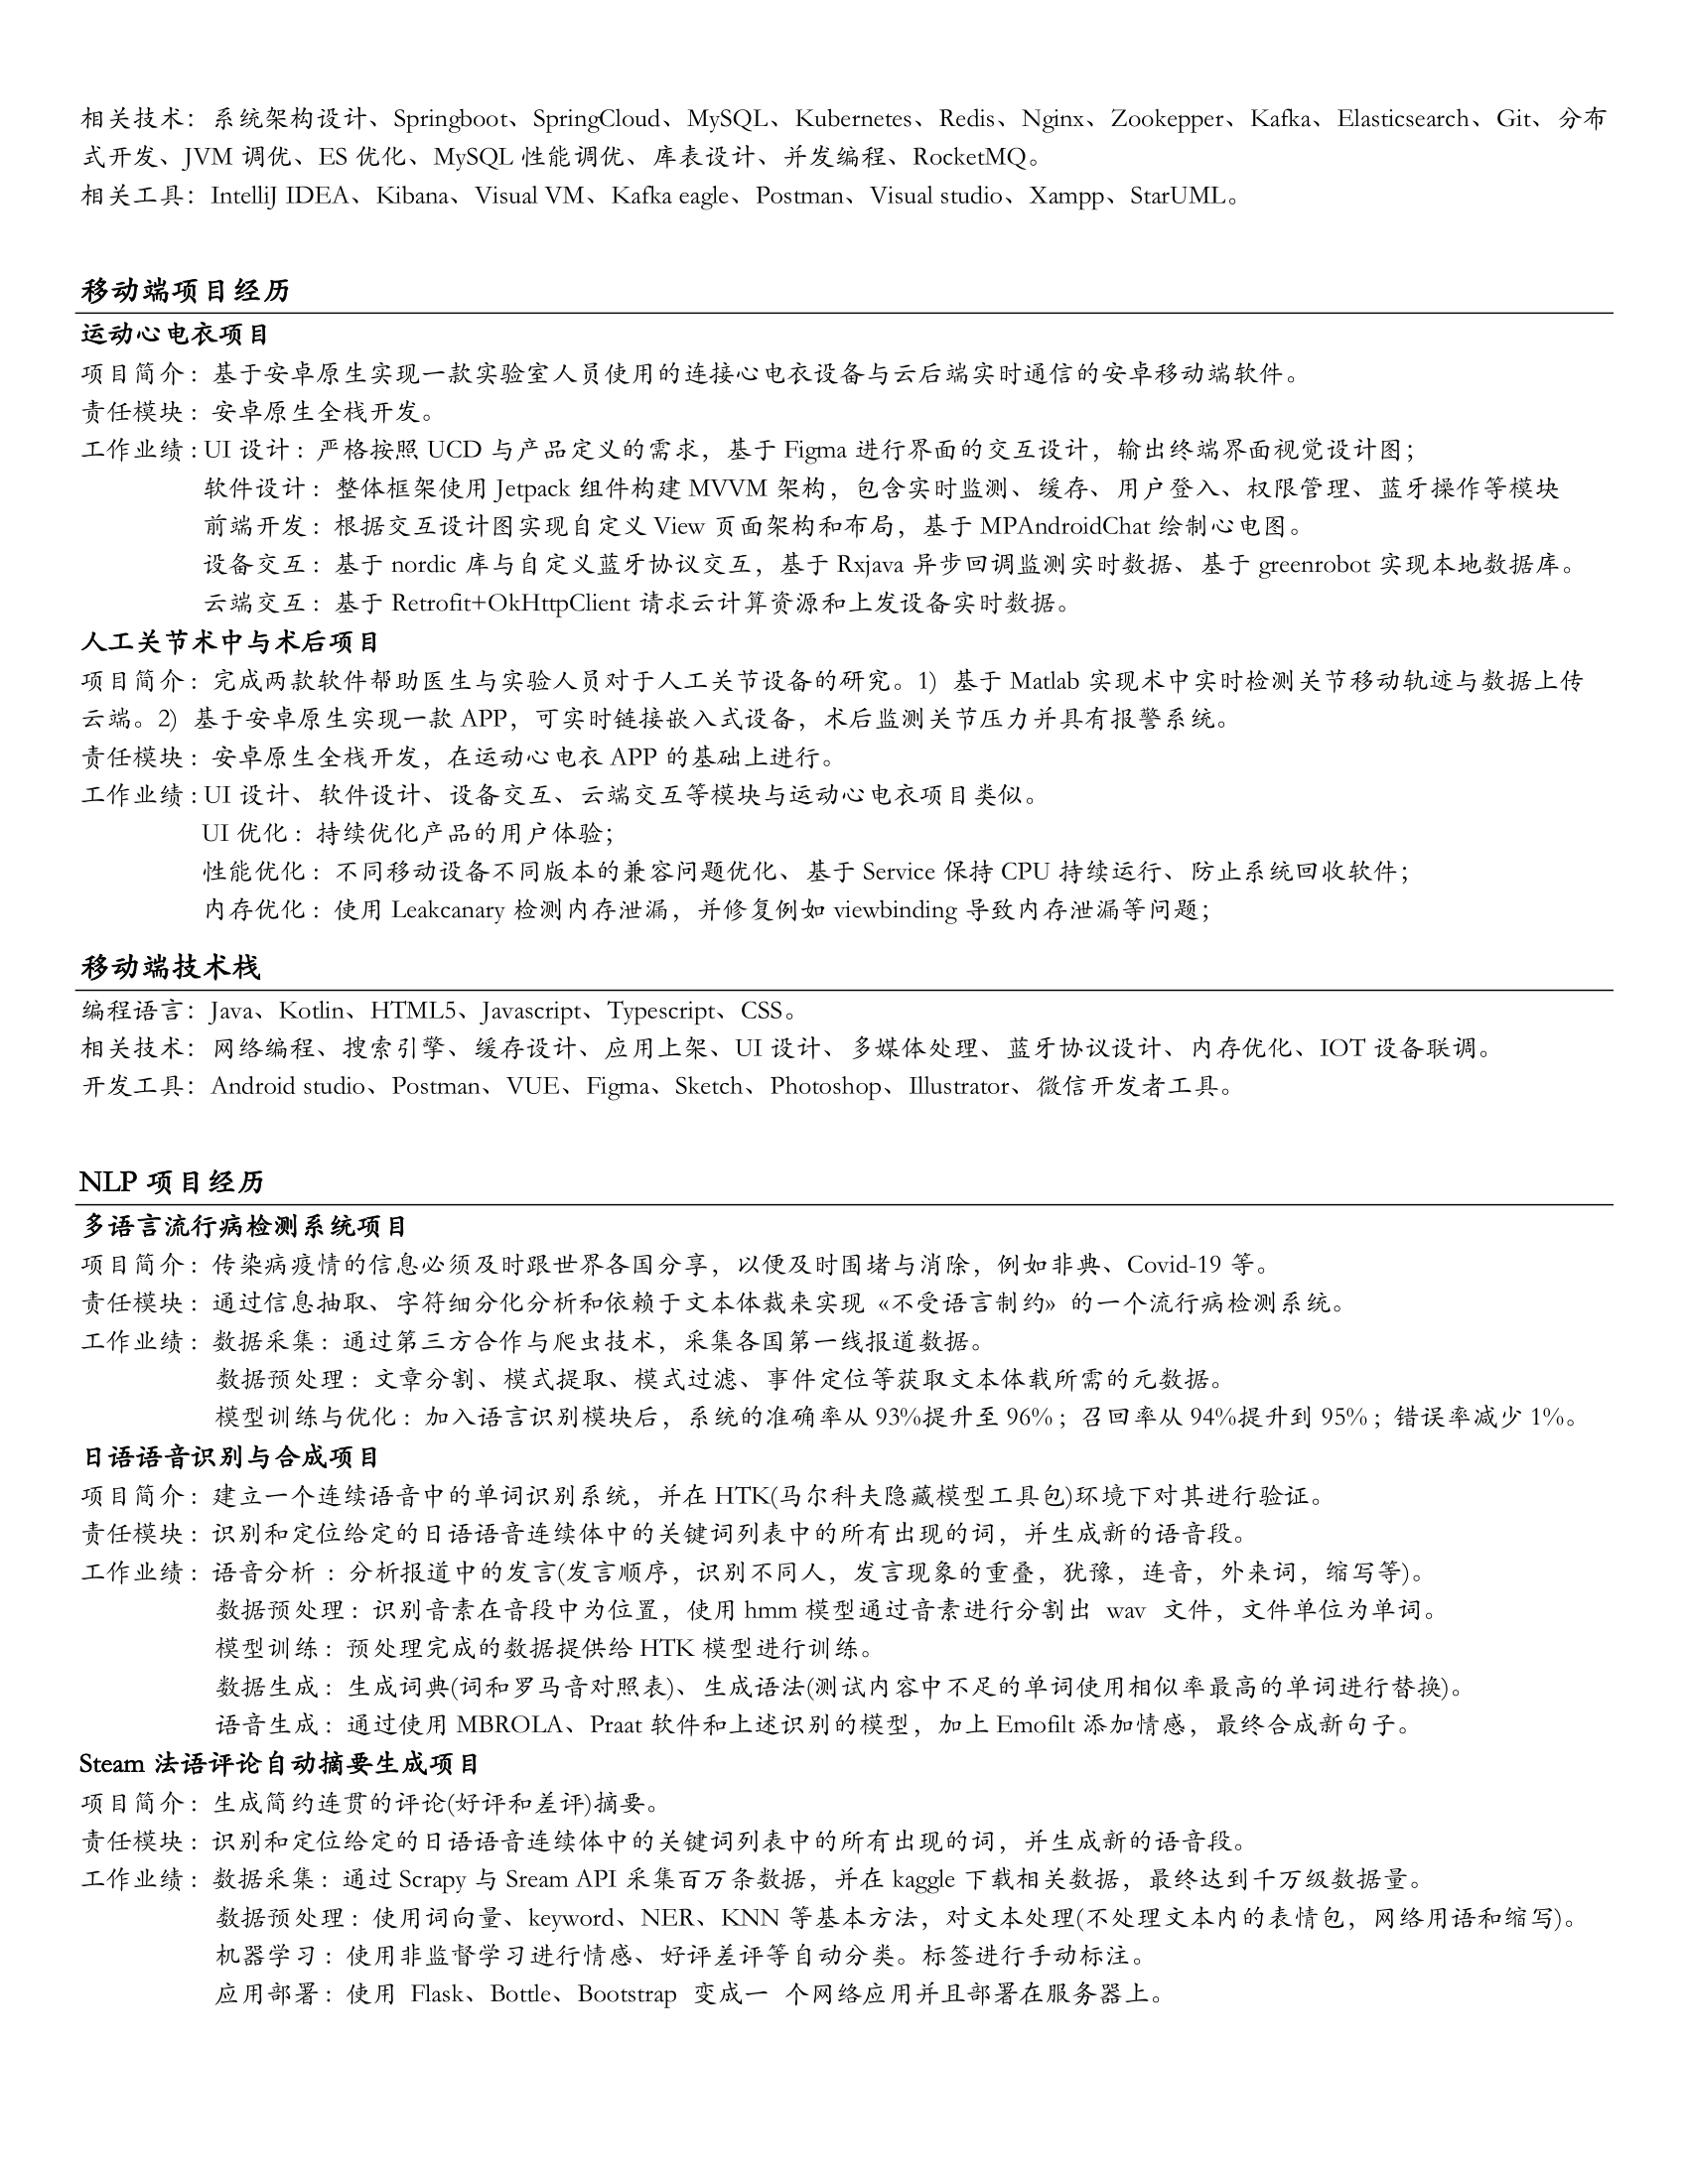 相关技术：系统架构设计、Springboot、SpringCloud、MySQL、Kubernetes、Redis、Nginx、Zookepper、Kafka、Elasticsearch、Git、分布
式开发、JVM 调优、ES 优化、MySQL 性能调优、库表设计、并发编程、RocketMQ。
相关工具：IntelliJ IDEA、Kibana、Visual VM、Kafka eagle、Postman、Visual studio、Xampp、StarUML。
移动端项目经历
运动心电衣项目
项目简介：基于安卓原生实现一款实验室人员使用的连接心电衣设备与云后端实时通信的安卓移动端软件。
责任模块：安卓原生全栈开发。
工作业绩：UI 设计：严格按照 UCD 与产品定义的需求，基于 Figma 进行界面的交互设计，输出终端界面视觉设计图；
软件设计：整体框架使用 Jetpack 组件构建 MVVM 架构，包含实时监测、缓存、用户登入、权限管理、蓝牙操作等模块
前端开发：根据交互设计图实现自定义 View 页面架构和布局，基于 MPAndroidChat 绘制心电图。
设备交互：基于 nordic 库与自定义蓝牙协议交互，基于 Rxjava 异步回调监测实时数据、基于 greenrobot 实现本地数据库。
云端交互：基于 Retrofit+OkHttpClient 请求云计算资源和上发设备实时数据。
人工关节术中与术后项目
项目简介：完成两款软件帮助医生与实验人员对于人工关节设备的研究。1) 基于 Matlab 实现术中实时检测关节移动轨迹与数据上传
云端。2) 基于安卓原生实现一款 APP，可实时链接嵌入式设备，术后监测关节压力并具有报警系统。
责任模块：安卓原生全栈开发，在运动心电衣 APP 的基础上进行。
工作业绩：UI 设计、软件设计、设备交互、云端交互等模块与运动心电衣项目类似。
UI 优化：持续优化产品的用户体验；
性能优化：不同移动设备不同版本的兼容问题优化、基于 Service 保持 CPU 持续运行、防止系统回收软件；
内存优化：使用 Leakcanary 检测内存泄漏，并修复例如 viewbinding 导致内存泄漏等问题；
移动端技术栈
编程语言：Java、Kotlin、HTML5、Javascript、Typescript、CSS。
相关技术：网络编程、搜索引擎、缓存设计、应用上架、UI 设计、多媒体处理、蓝牙协议设计、内存优化、IOT 设备联调。
开发工具：Android studio、Postman、VUE、Figma、Sketch、Photoshop、Illustrator、微信开发者工具。
NLP 项目经历
多语言流行病检测系统项目
项目简介：传染病疫情的信息必须及时跟世界各国分享，以便及时围堵与消除，例如非典、Covid-19 等。
责任模块：通过信息抽取、字符细分化分析和依赖于文本体裁来实现 «不受语言制约» 的一个流行病检测系统。
工作业绩：数据采集：通过第三方合作与爬虫技术，采集各国第一线报道数据。
数据预处理：文章分割、模式提取、模式过滤、事件定位等获取文本体载所需的元数据。
模型训练与优化：加入语言识别模块后，系统的准确率从 93%提升至 96%；召回率从 94%提升到 95%；错误率减少 1%。
日语语音识别与合成项目
项目简介：建立一个连续语音中的单词识别系统，并在 HTK(马尔科夫隐藏模型工具包)环境下对其进行验证。
责任模块：识别和定位给定的日语语音连续体中的关键词列表中的所有出现的词，并生成新的语音段。
工作业绩：语音分析 ：分析报道中的发言(发言顺序，识别不同人，发言现象的重叠，犹豫，连音，外来词，缩写等)。
数据预处理：识别音素在音段中为位置，使用 hmm 模型通过音素进行分割出 wav 文件，文件单位为单词。
模型训练：预处理完成的数据提供给 HTK 模型进行训练。
数据生成：生成词典(词和罗马音对照表)、生成语法(测试内容中不足的单词使用相似率最高的单词进行替换)。
语音生成：通过使用 MBROLA、Praat 软件和上述识别的模型，加上 Emofilt 添加情感，最终合成新句子。
Steam 法语评论自动摘要生成项目
项目简介：生成简约连贯的评论(好评和差评)摘要。
责任模块：识别和定位给定的日语语音连续体中的关键词列表中的所有出现的词，并生成新的语音段。
工作业绩：数据采集：通过 Scrapy 与 Sream API 采集百万条数据，并在 kaggle 下载相关数据，最终达到千万级数据量。
数据预处理：使用词向量、keyword、NER、KNN 等基本方法，对文本处理(不处理文本内的表情包，网络用语和缩写)。
机器学习：使用非监督学习进行情感、好评差评等自动分类。标签进行手动标注。
应用部署：使用 Flask、Bottle、Bootstrap 变成一 个网络应用并且部署在服务器上。